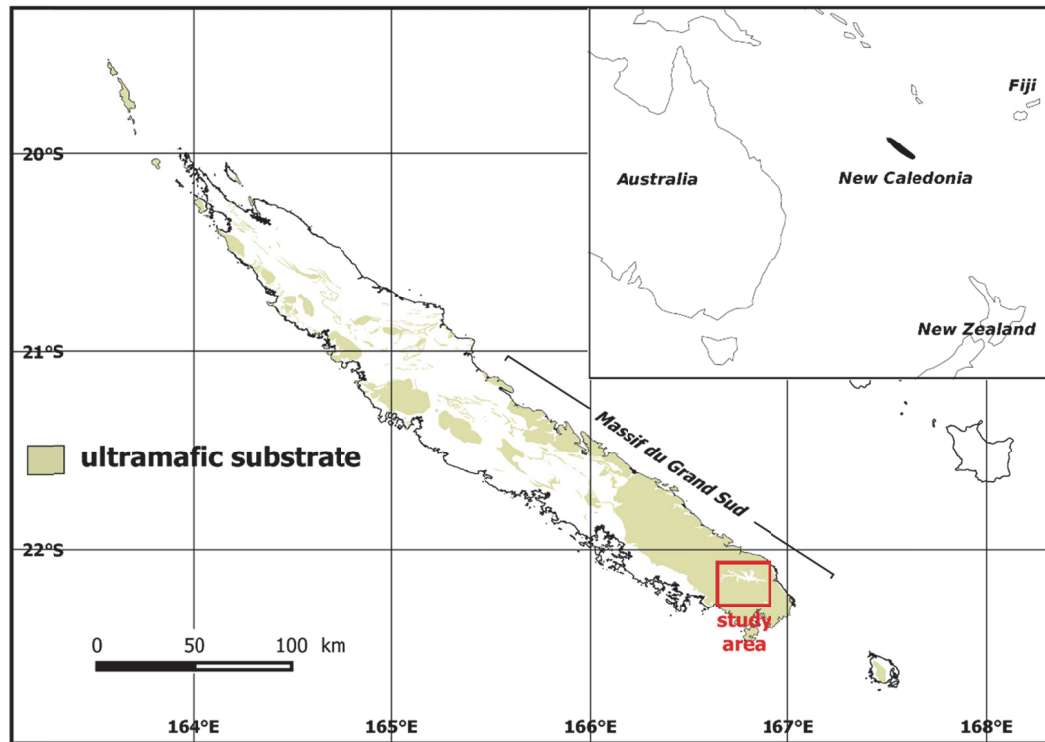 Fiji
Australia
New Caledonia
New Zealand
20°S
21°S
22°S
Massif du Grand Sud
ultramafic substrate
study
area
0 50 100 km
164°E 165°E 166°E 167°E 168°E